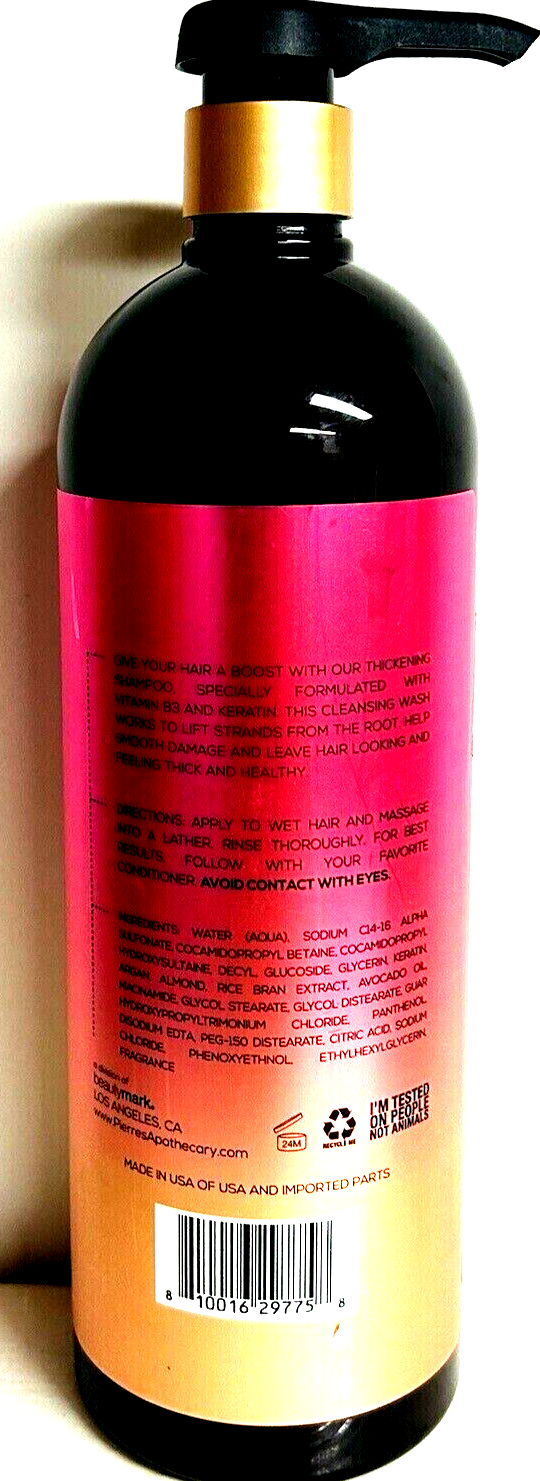 GIVE YOUR HAIR A BOOST WITH OUR THICKENING
SHAMPOO, SPECIALLY FORMULATED WITH
VITAMIN B3 AND KERATIN. THIS CLEANSING WASH
WORKS TO LIFT STRANDS FROM THE ROOT, HELP
SMOOTH DAMAGE AND LEAVE HAIR LOOKING AND
FEELING THICK AND HEALTHY.
DIRECTIONS: APPLY TO WET HAIR AND MASSAGE
INTO A LATHER. RINSE THOROUGHLY. FOR BEST
RESULTS, FOLLOW WITH YOUR FAVORITE
CONDITIONER. AVOID CONTACT WITH EYES.
INGREDIENTS: WATER (AQUA), SODIUM C14-16 ALPHA
SULFONATE, COCAMIDOPROPYL BETAINE, COCAMIDOPROPYL
HYDROXYSULTAINE, DECYL GLUCOSIDE, GLYCERIN, KERATIN,
ARGAN, ALMOND, RICE BRAN EXTRACT, AVOCADO OIL,
NIACINAMIDE, GLYCOL STEARATE, GLYCOL DISTEARATE, GUAR
HYDROXYPROPYLTRIMONIUM CHLORIDE, PANTHENOL
DISODIUM EDTA, PEG-150 DISTEARATE, CITRIC ACID, SODIUM
CHLORIDE, PHENOXYETHNOL, ETHYLHEXYLGLYCERIN,
FRAGRANCE
a division of
beautymark.
LOS ANGELES, CA
www.PierresApothecary.com
24M
RECYCLE ME
I'M TESTED
ON PEOPLE
NOT ANIMALS
MADE IN USA OF USA AND IMPORTED PARTS
8 10016 29775 8